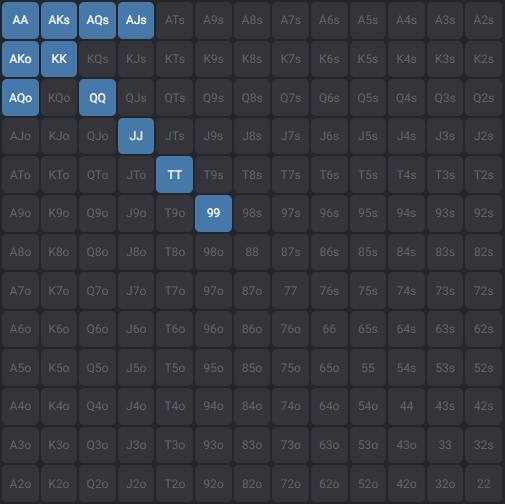 AA AKs AQs AJs ATs A9s A8s A7s A6s A5s A4s A3s A2s
AKo KK KQs KJs KTs K9s K8s K7s K6s K5s K4s K3s K2s
AQo KQo QQ QJs QTs Q9s Q8s Q7s Q6s Q5s Q4s Q3s Q2s
AJo KJo QJo JJ JTs J9s J8s J7s J6s J5s J4s J3s J2s
ATo KTo QTo JTo TT T9s T8s T7s T6s T5s T4s T3s T2s
A9o K9o Q9o J9o T9o 99 98s 97s 96s 95s 94s 93s 92s
A8o K8o Q8o J8o T8o 98o 88 87s 86s 85s 84s 83s 82s
A7o K7o Q7o J7o T7o 97o 87o 77 76s 75s 74s 73s 72s
A6o K6o Q6o J6o T6o 96o 86o 76o 66 65s 64s 63s 62s
A5o K5o Q5o J5o T5o 95o 85o 75o 65o 55 54s 53s 52s
A4o K4o Q4o J4o T4o 94o 84o 74o 64o 54o 44 43s 42s
A3o K3o Q3o J3o T3o 93o 83o 73o 63o 53o 43o 33 32s
A2o K2o Q2o J2o T2o 92o 82o 72o 62o 52o 42o 32o 22